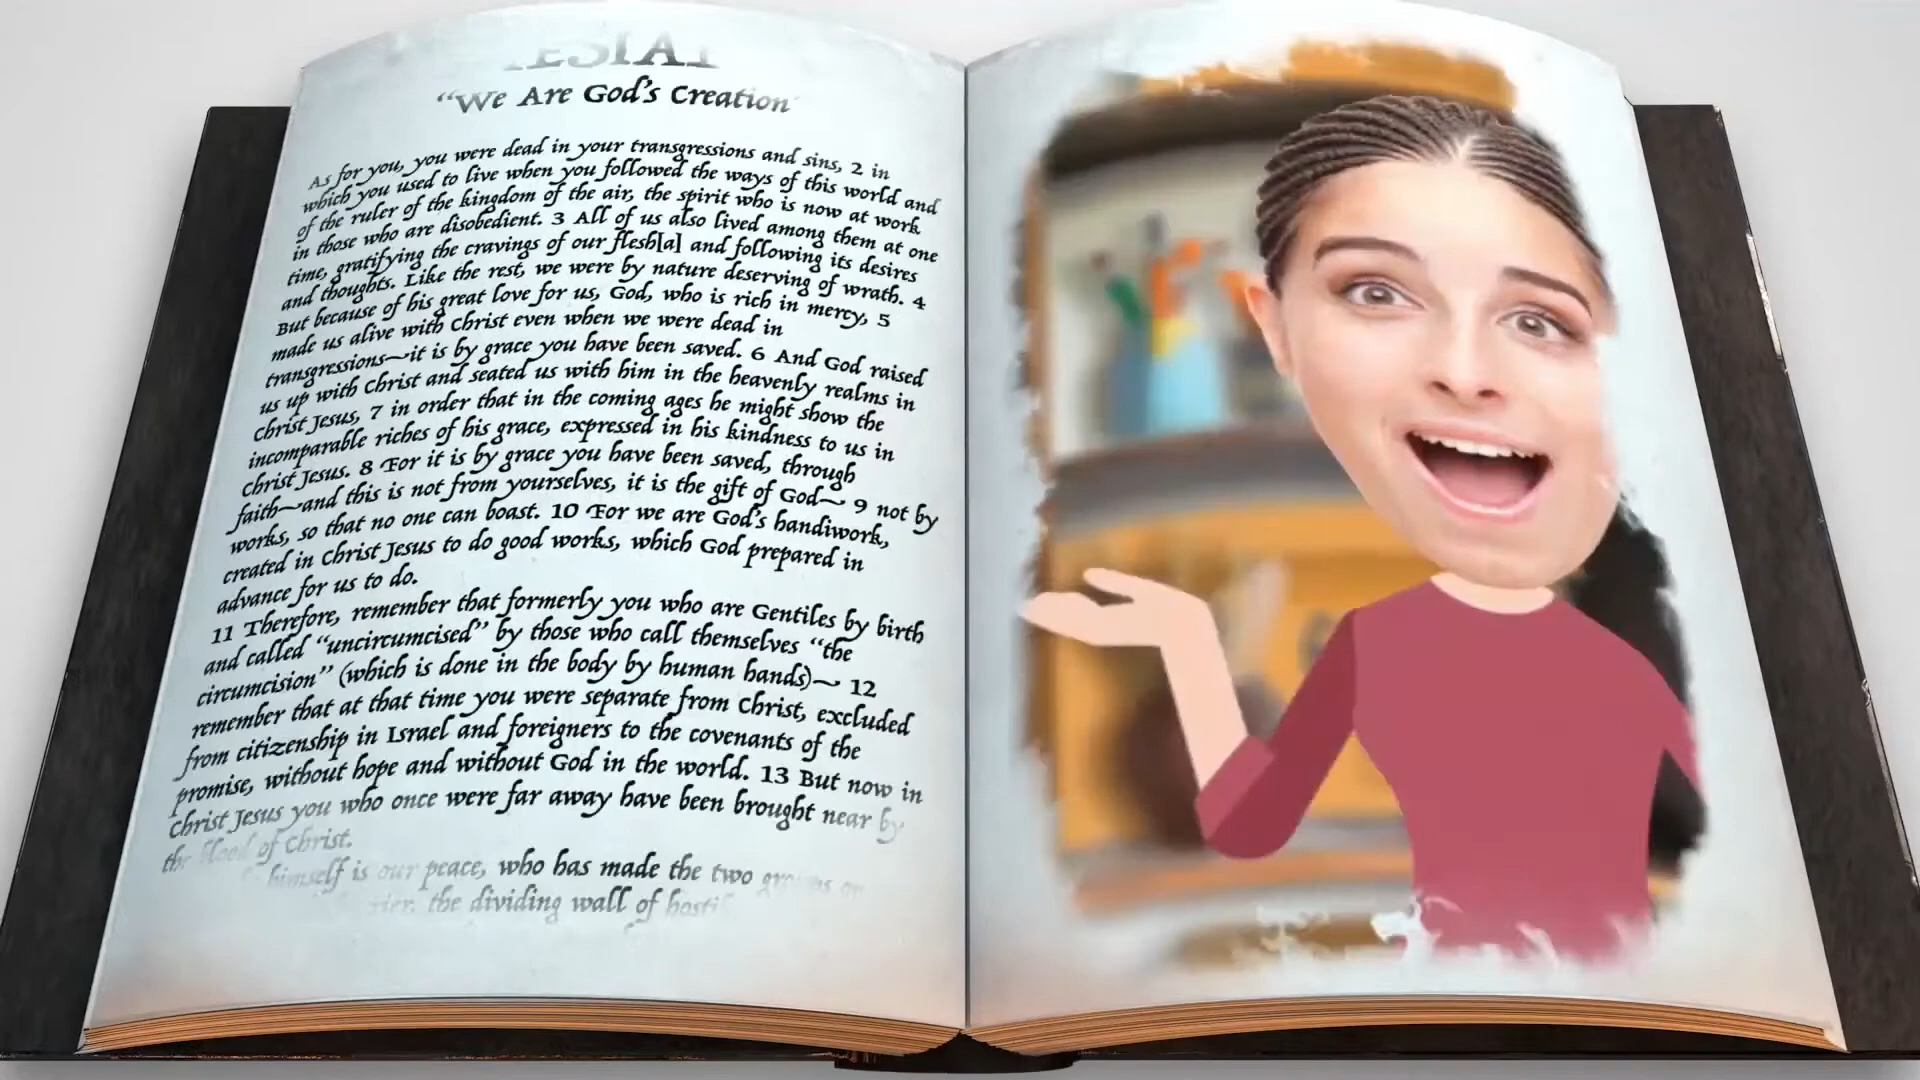 "We Are God's Creation"
As for you, you were dead in your transgressions and sins, 2 in
which you used to live when you followed the ways of this world and
of the ruler of the kingdom of the air, the spirit who is now at work
in those who are disobedient. 3 All of us also lived among them at one
time, gratifying the cravings of our flesh[a] and following its desires
and thoughts. Like the rest, we were by nature deserving of wrath. 4
But because of his great love for us, God, who is rich in mercy, 5
made us alive with Christ even when we were dead in
transgressions—it is by grace you have been saved. 6 And God raised
us up with Christ and seated us with him in the heavenly realms in
Christ Jesus, 7 in order that in the coming ages he might show the
incomparable riches of his grace, expressed in his kindness to us in
Christ Jesus. 8 For it is by grace you have been saved, through
faith—and this is not from yourselves, it is the gift of God— 9 not by
works, so that no one can boast. 10 For we are God's handiwork,
created in Christ Jesus to do good works, which God prepared in
advance for us to do.
11 Therefore, remember that formerly you who are Gentiles by birth
and called "uncircumcised" by those who call themselves "the
circumcision" (which is done in the body by human hands)— 12
remember that at that time you were separate from Christ, excluded
from citizenship in Israel and foreigners to the covenants of the
promise, without hope and without God in the world. 13 But now in
Christ Jesus you who once were far away have been brought near by
the blood of Christ.
himself is our peace, who has made the two
the dividing wall of